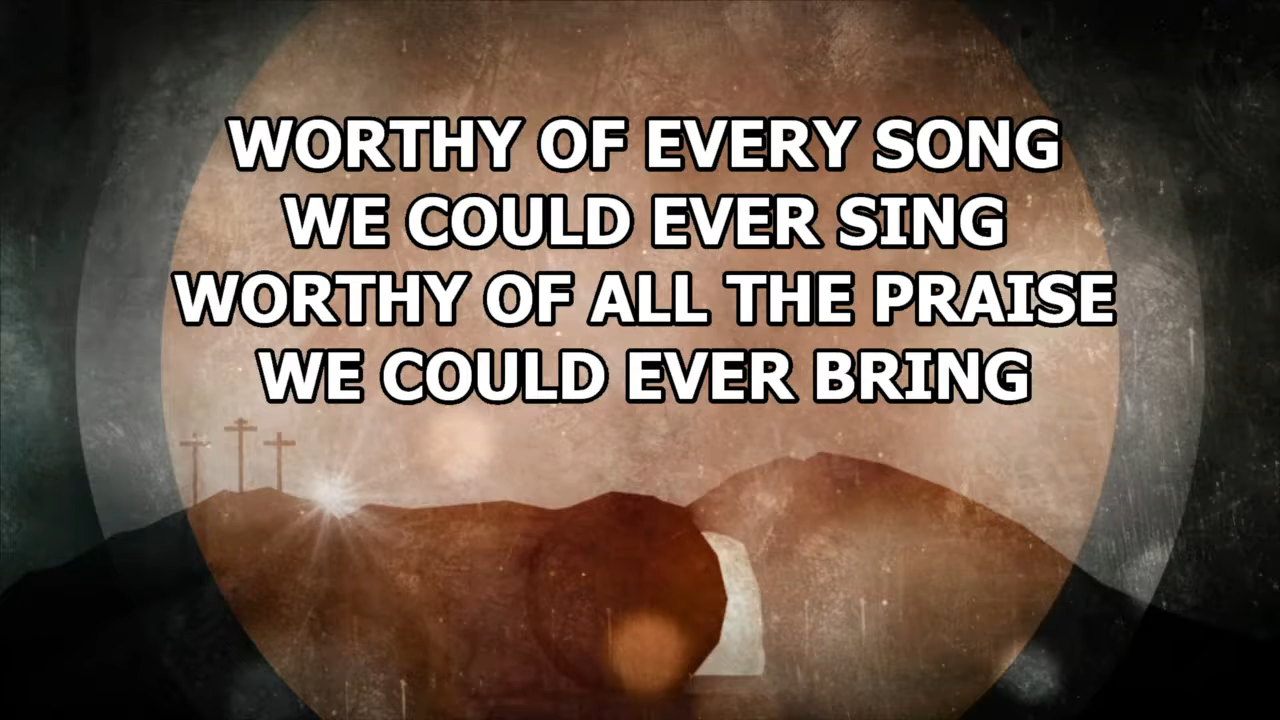 WORTHY OF EVERY SONG
WE COULD EVER SING
WORTHY OF ALL THE PRAISE
WE COULD EVER BRING